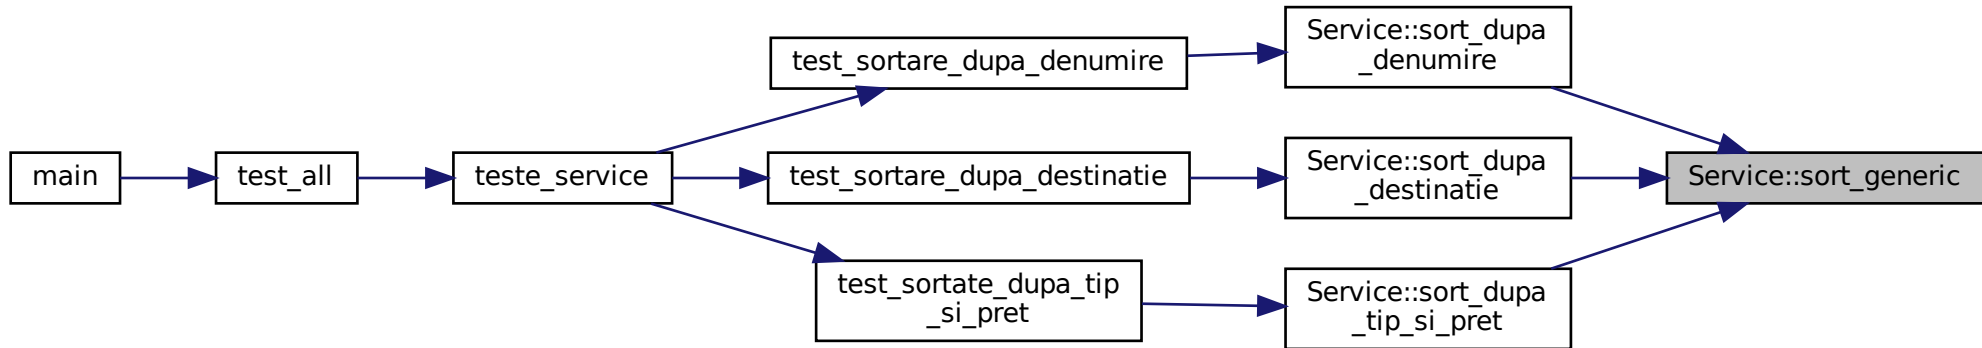 main
test_all
teste_service
test_sortare_dupa_denumire
test_sortare_dupa_destinatie
test_sortate_dupa_tip
_si_pret
Service::sort_dupa
_denumire
Service::sort_dupa
_destinatie
Service::sort_dupa
_tip_si_pret
Service::sort_generic